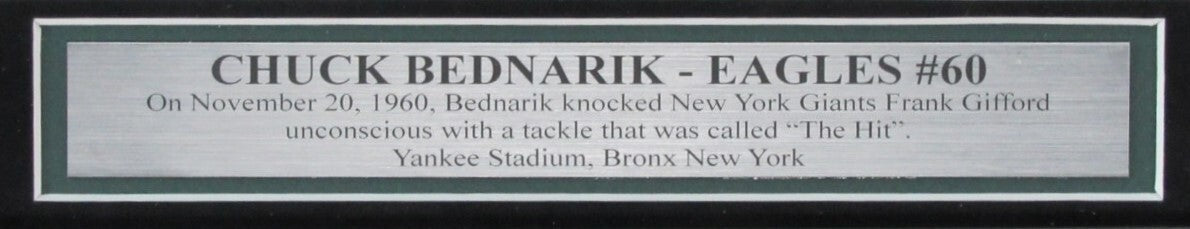 CHUCK BEDNARIK - EAGLES #60
On November 20, 1960, Bednarik knocked New York Giants Frank Gifford
unconscious with a tackle that was called “The Hit”.
Yankee Stadium, Bronx New York